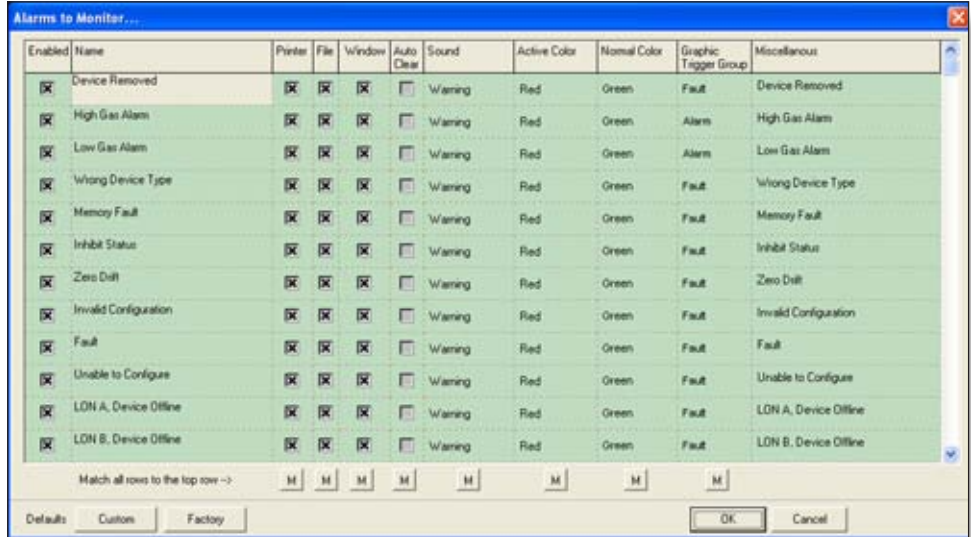 Alarms to Monitor...
Enabled Name Printer File Window Auto Clear Sound Active Color Normal Color Graphic Trigger Group Miscellanous
Device Removed Warning Red Green Fault Device Removed
High Gas Alarm Warning Red Green Alarm High Gas Alarm
Low Gas Alarm Warning Red Green Alarm Low Gas Alarm
Wrong Device Type Warning Red Green Fault Wrong Device Type
Memory Fault Warning Red Green Fault Memory Fault
Inhibit Status Warning Red Green Fault Inhibit Status
Zero Drift Warning Red Green Fault Zero Drift
Invalid Configuration Warning Red Green Fault Invalid Configuration
Fault Warning Red Green Fault Fault
Unable to Configure Warning Red Green Fault Unable to Configure
LON A, Device Offline Warning Red Green Fault LON A, Device Offline
LON B, Device Offline Warning Red Green Fault LON B, Device Offline
Match all rows to the top row --> M M M M M M M M
Defaults Custom Factory OK Cancel